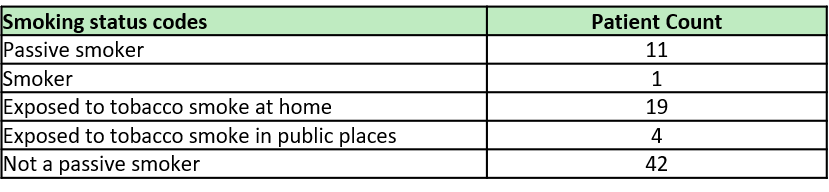 Smoking status codes Patient Count
Passive smoker 11
Smoker 1
Exposed to tobacco smoke at home 19
Exposed to tobacco smoke in public places 4
Not a passive smoker 42